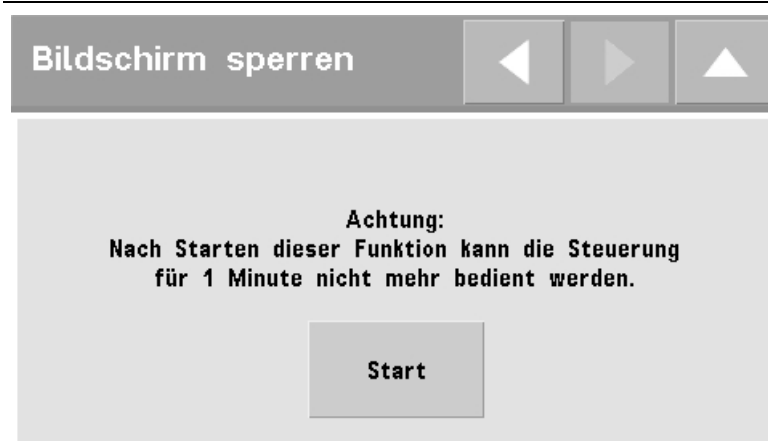 Bildschirm sperren
Achtung:
Nach Starten dieser Funktion kann die Steuerung
für 1 Minute nicht mehr bedient werden.
Start